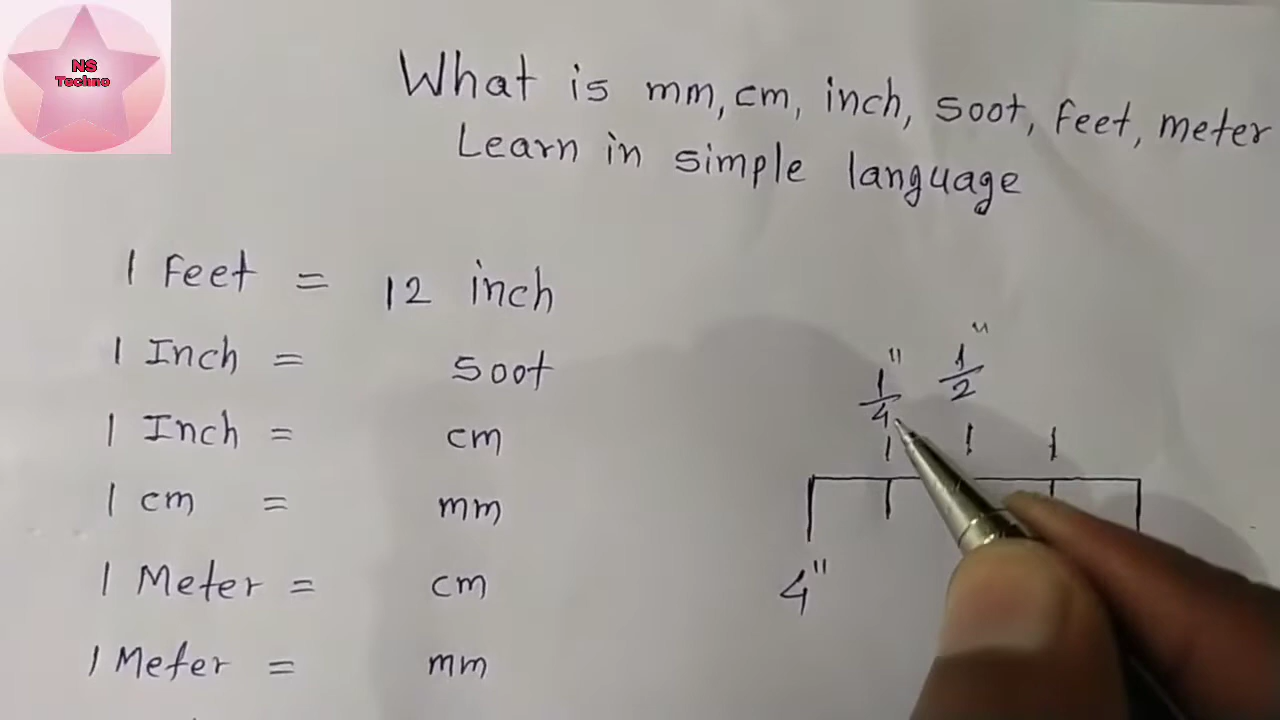 NS
Techno
What is mm, cm, inch, soot, Feet, meter
Learn in simple language
1 Feet = 12 inch
1 Inch = soot
1 Inch = cm
1 cm = mm
1 Meter = cm
1 Meter = mm
1/4" 1/2"
4"